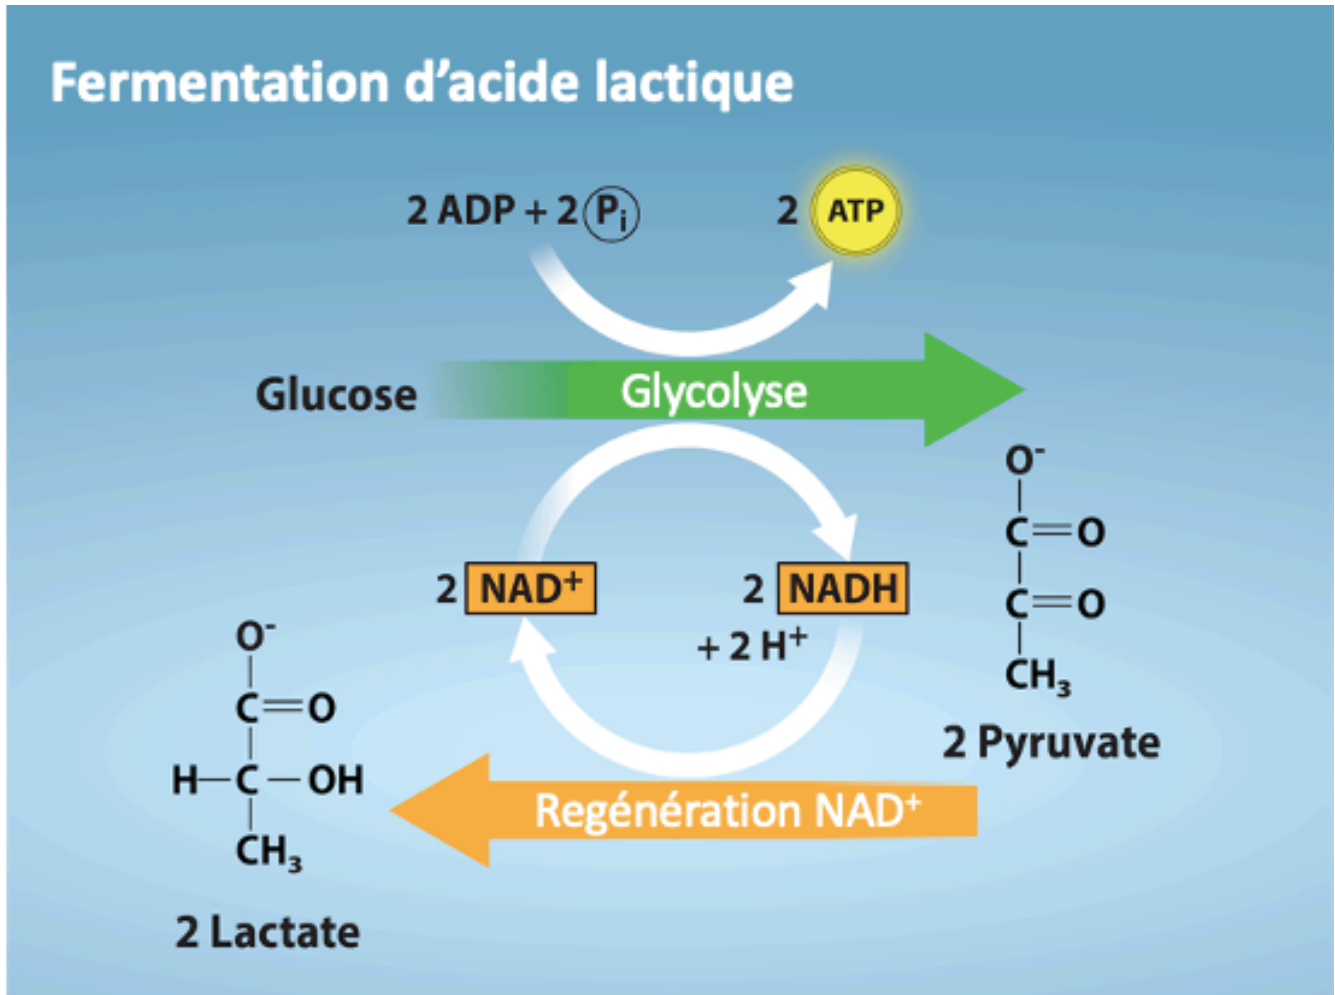 Fermentation d'acide lactique
2 ADP + 2 Pi
2 ATP
Glucose
Glycolyse
2 NAD⁺
2 NADH
+ 2 H⁺
O⁻
C=O
C=O
CH₃
2 Pyruvate
Regénération NAD⁺
O⁻
C=O
H–C–OH
CH₃
2 Lactate